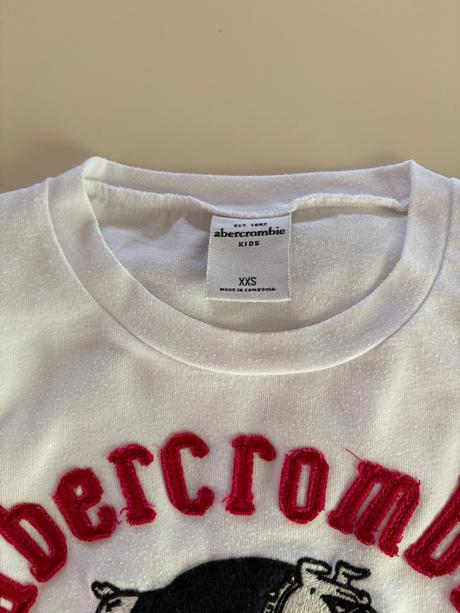 EST. 1892
abercrombie
KIDS
XXS
MADE IN CAMBODIA
abercromb